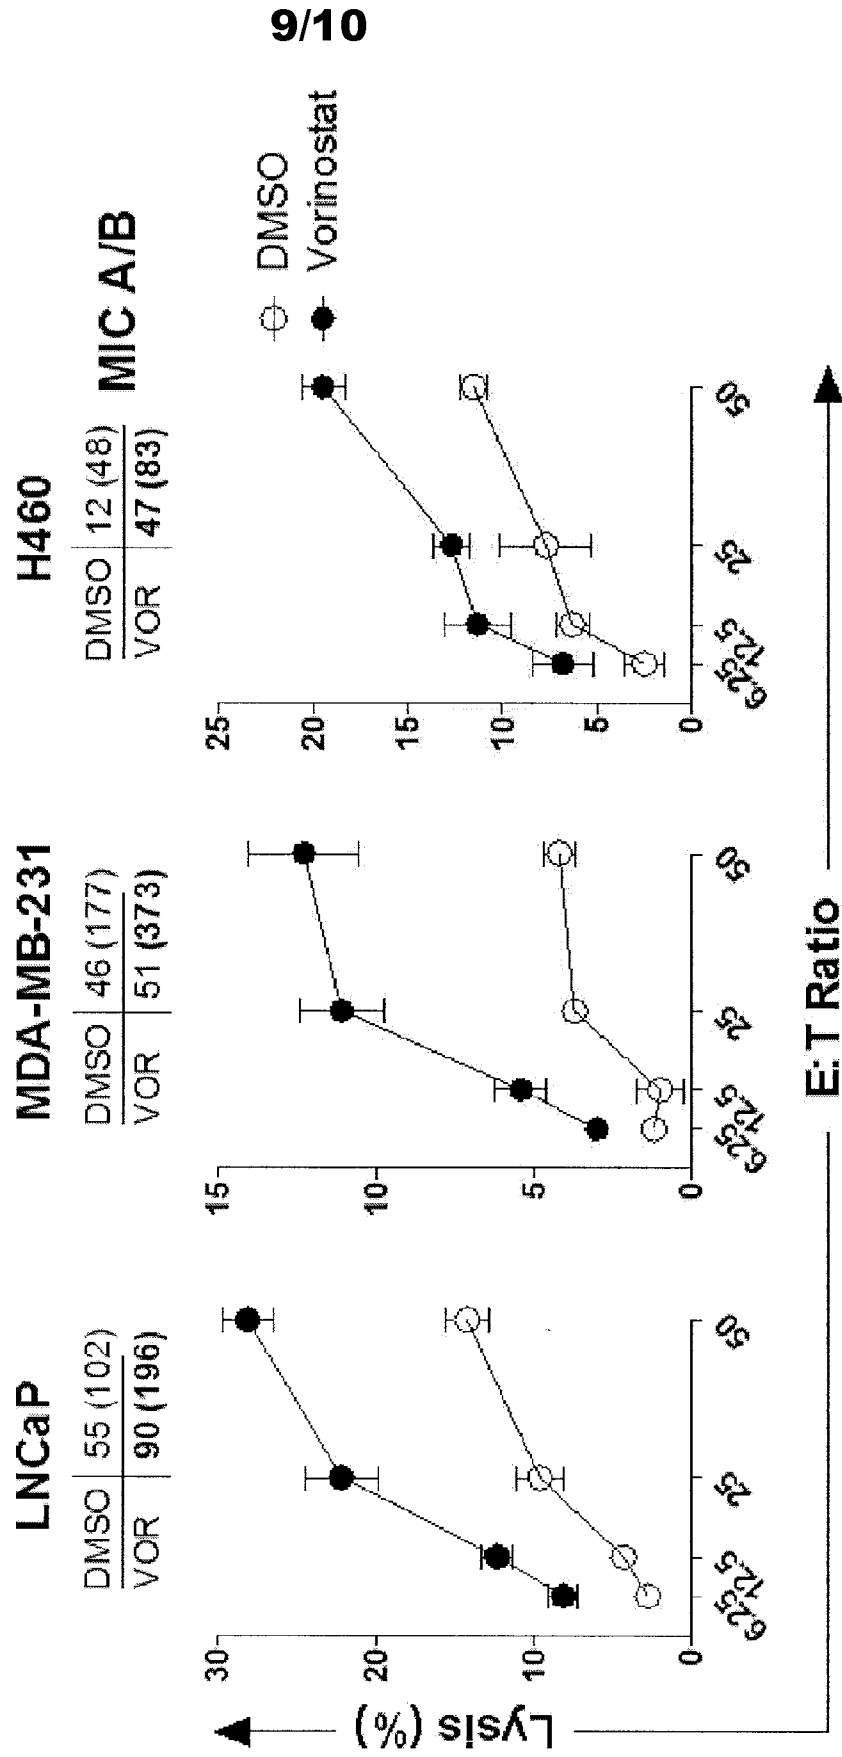 9/10
LNCaP
DMSO 55 (102)
VOR 90 (196)
MDA-MB-231
DMSO 46 (177)
VOR 51 (373)
H460
DMSO 12 (48)
VOR 47 (83)
MIC A/B
DMSO
Vorinostat
Lysis (%)
30
20
10
0
6.25
12.5
25
50
15
10
5
0
6.25
12.5
25
50
25
20
15
10
5
0
6.25
12.5
25
50
E:T Ratio